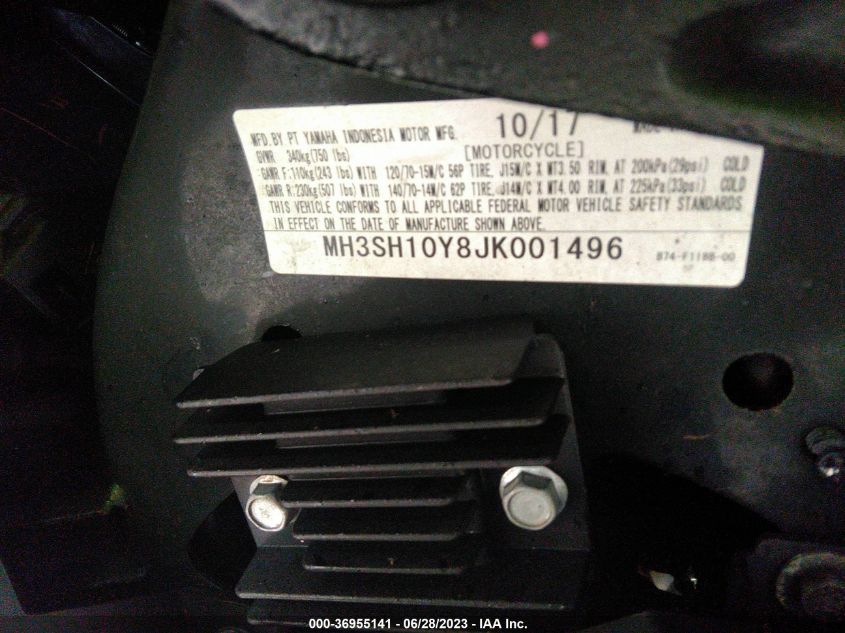 MFD.BY PT YAMAHA INDONESIA MOTOR MFG. 10/17
GVWR 340kg(750 lbs) [MOTORCYCLE]
GAWR F:110kg(243 lbs) WITH 120/70-15M/C 56P TIRE, J15M/C X MT3.50 RIM, AT 200kPa(29psi) COLD
GAWR R:230kg(507 lbs) WITH 140/70-14M/C 62P TIRE, J14M/C X MT4.00 RIM, AT 225kPa(33psi) COLD
THIS VEHICLE CONFORMS TO ALL APPLICABLE FEDERAL MOTOR VEHICLE SAFETY STANDARDS
IN EFFECT ON THE DATE OF MANUFACTURE SHOWN ABOVE.
MH3SH10Y8JK001496 B74-F118B-00
000-36955141 - 06/28/2023 - IAA Inc.